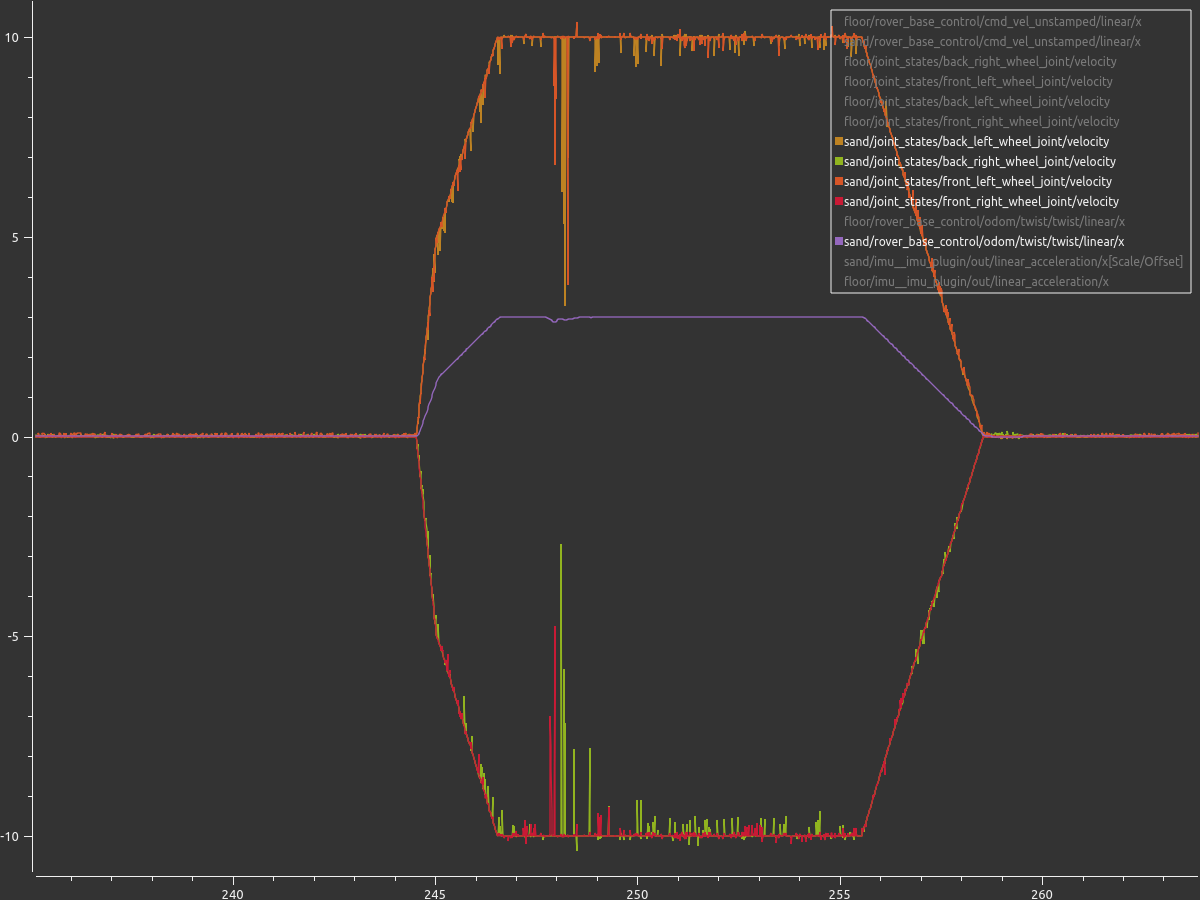 10
5
0
-5
-10
240
245
250
255
260
floor/rover_base_control/cmd_vel_unstamped/linear/x
sand/rover_base_control/cmd_vel_unstamped/linear/x
floor/joint_states/back_right_wheel_joint/velocity
floor/joint_states/front_left_wheel_joint/velocity
floor/joint_states/back_left_wheel_joint/velocity
floor/joint_states/front_right_wheel_joint/velocity
sand/joint_states/back_left_wheel_joint/velocity
sand/joint_states/back_right_wheel_joint/velocity
sand/joint_states/front_left_wheel_joint/velocity
sand/joint_states/front_right_wheel_joint/velocity
floor/rover_base_control/odom/twist/twist/linear/x
sand/rover_base_control/odom/twist/twist/linear/x
sand/imu__imu_plugin/out/linear_acceleration/x[Scale/Offset]
floor/imu__imu_plugin/out/linear_acceleration/x